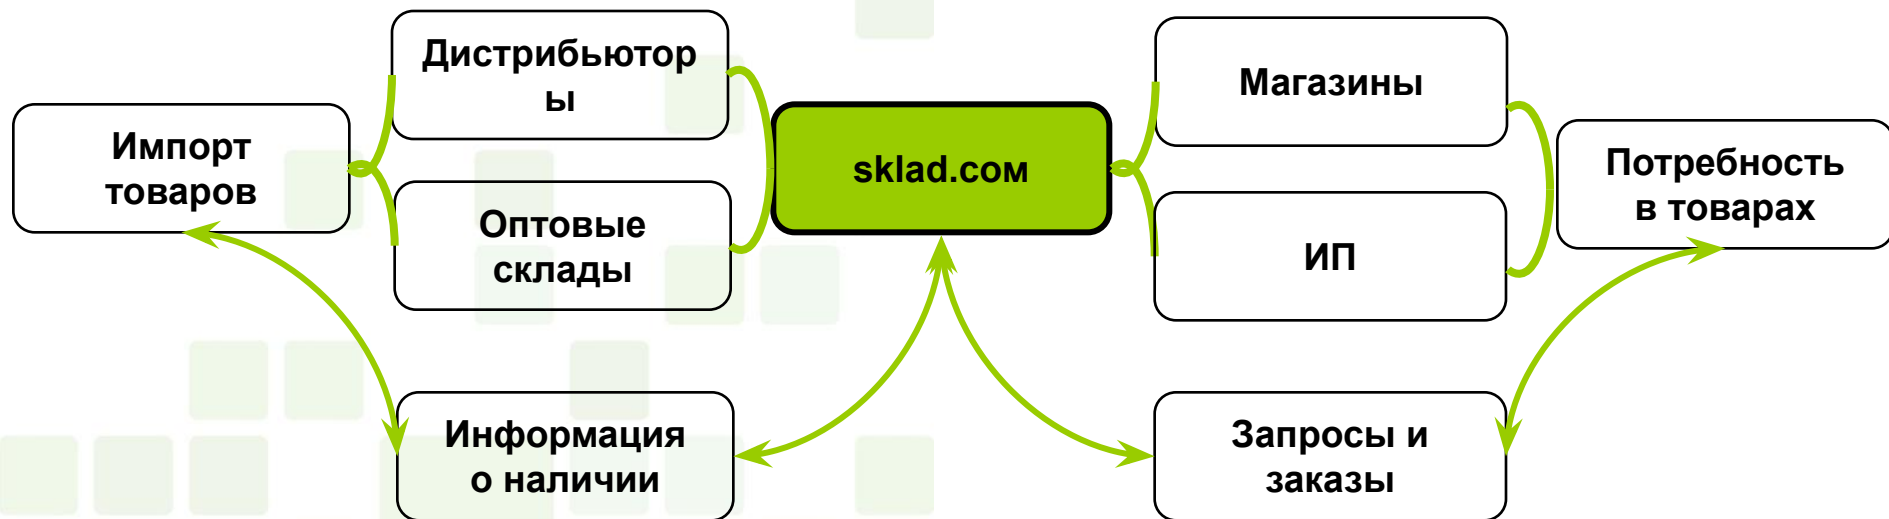 Дистрибьютор
ы
Магазины
Импорт
товаров
sklad.com
Потребность
в товарах
Оптовые
склады
ИП
Информация
о наличии
Запросы и
заказы